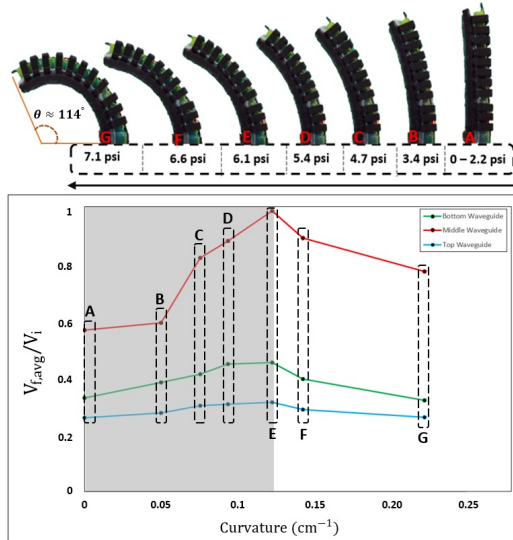 θ ≈ 114°
G F E D C B A
7.1 psi 6.6 psi 6.1 psi 5.4 psi 4.7 psi 3.4 psi 0 – 2.2 psi
Bottom Waveguide
Middle Waveguide
Top Waveguide
V_f,avg/V_i
1
0.8
0.6
0.4
0.2
0
A
B
C
D
E
F
G
0 0.05 0.1 0.15 0.2 0.25
Curvature (cm⁻¹)